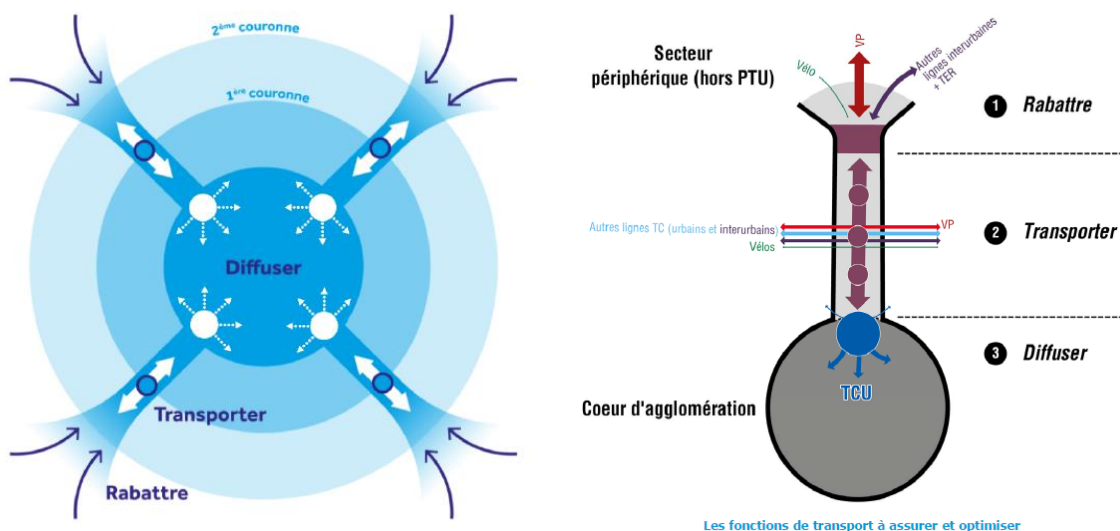 2ème couronne
1ère couronne
Diffuser
Transporter
Rabattre
Secteur
périphérique (hors PTU)
Vélo
VP
Autres
lignes interurbaines
+ TER
1 Rabattre
Autres lignes TC (urbains et interurbains)
VP
Vélos
2 Transporter
3 Diffuser
TCU
Coeur d'agglomération
Les fonctions de transport à assurer et optimiser